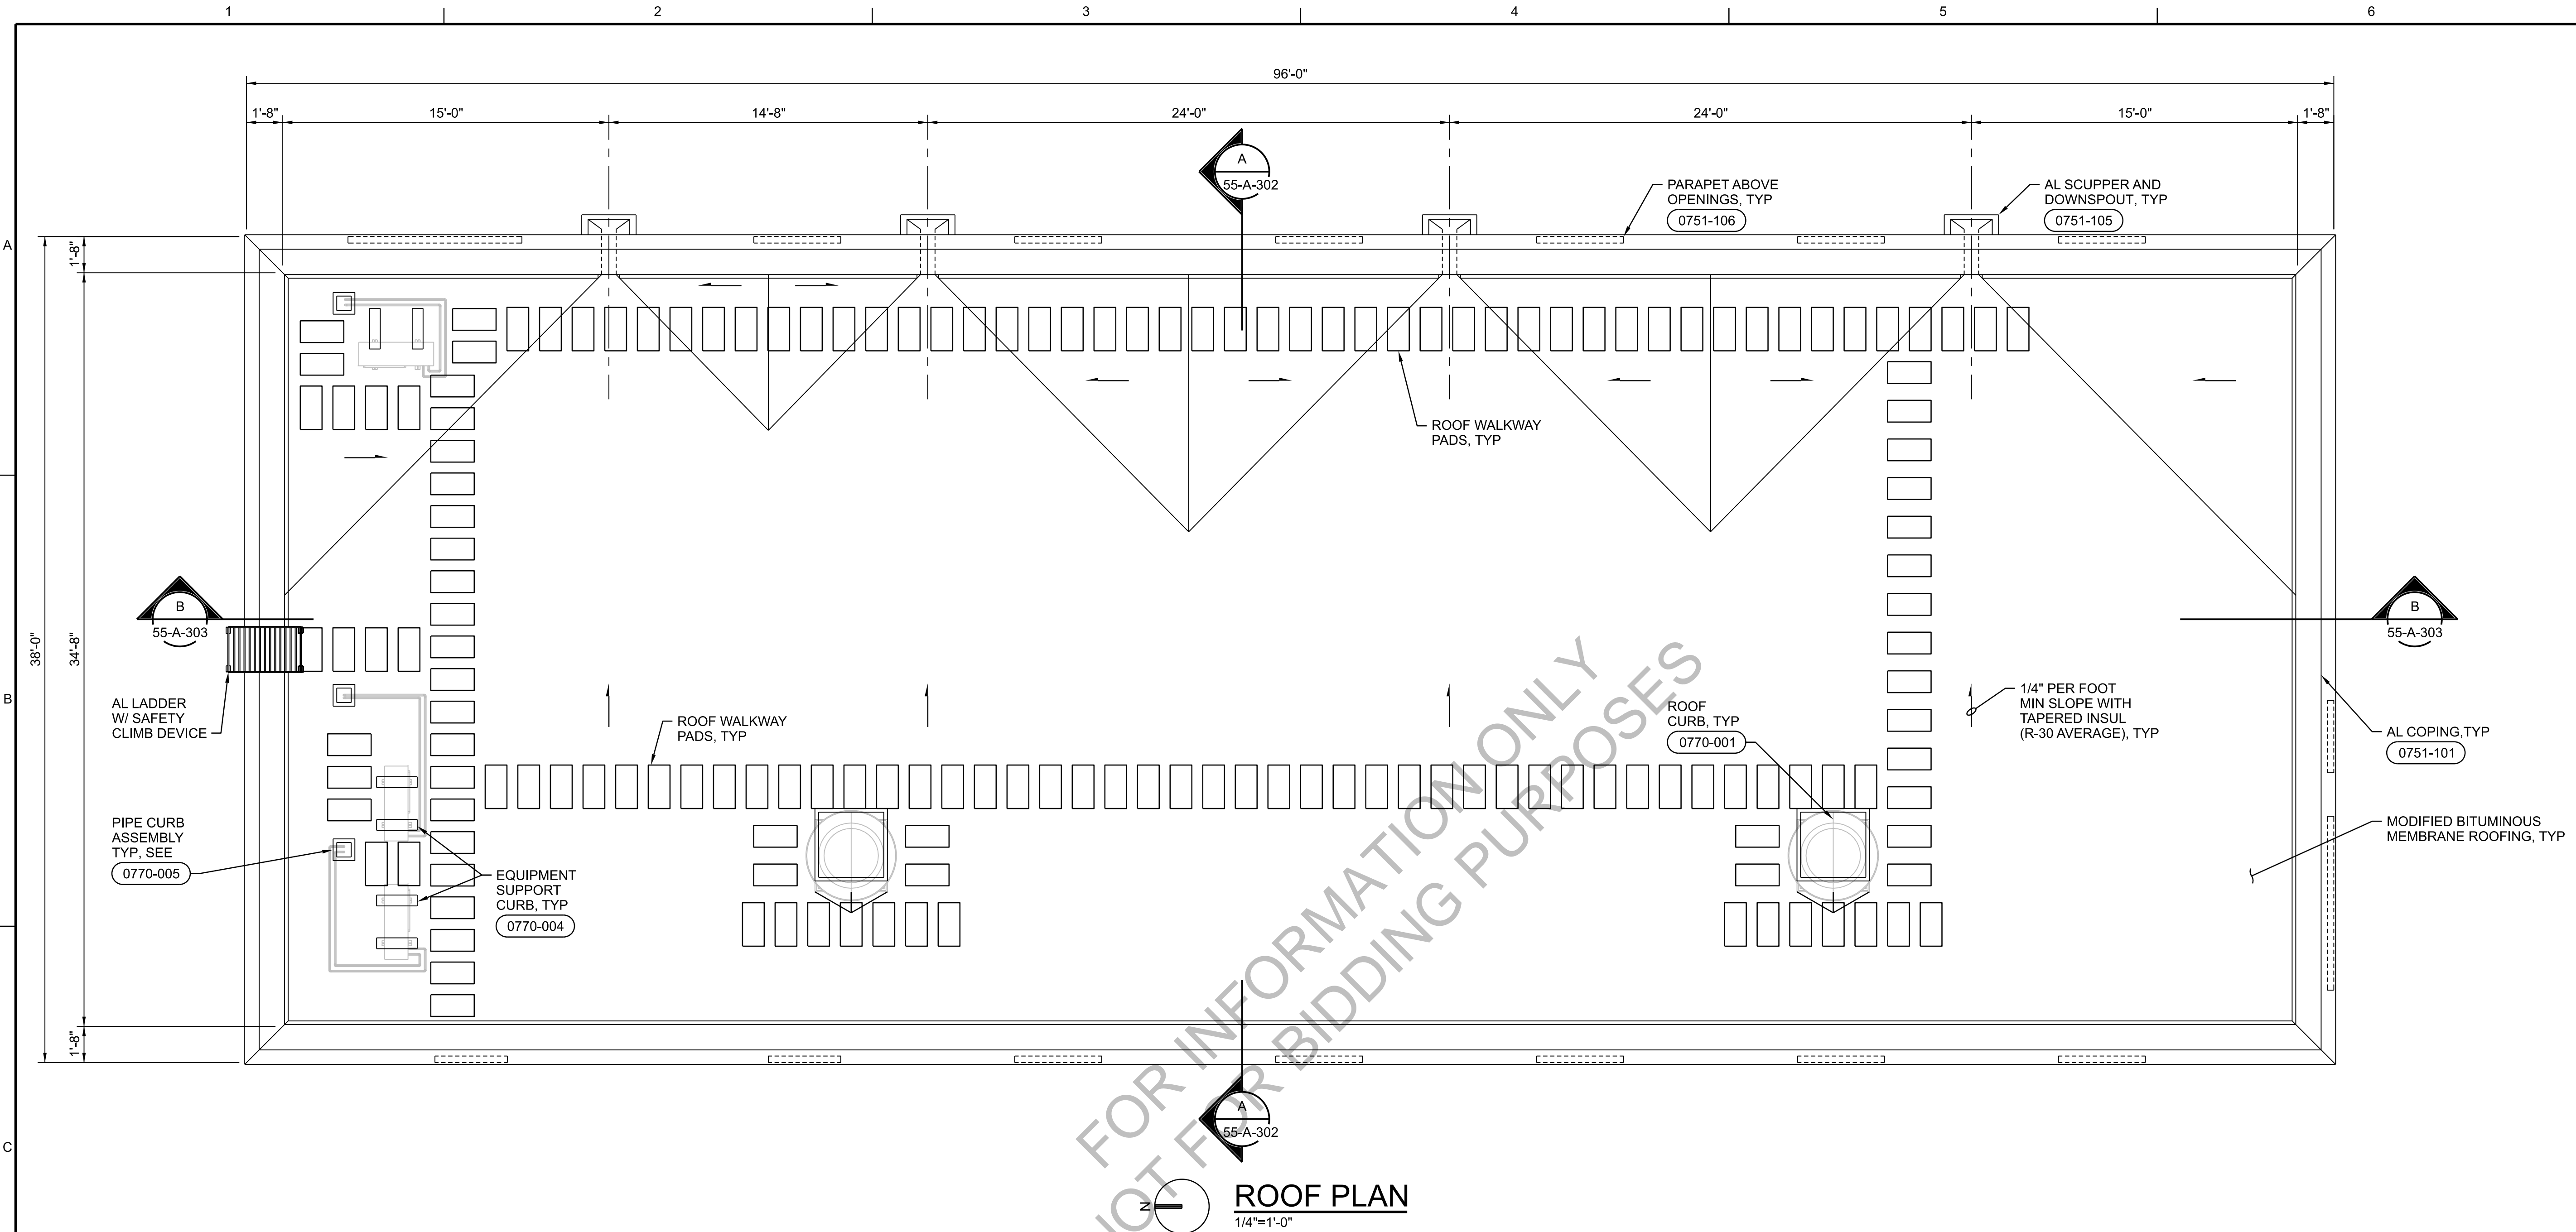 1 2 3 4 5 6
96'-0"
1'-8" 15'-0" 14'-8" 24'-0" 24'-0" 15'-0" 1'-8"
A
55-A-302
PARAPET ABOVE
OPENINGS, TYP
0751-106
AL SCUPPER AND
DOWNSPOUT, TYP
0751-105
A
1'-8"
ROOF WALKWAY
PADS, TYP
B
55-A-303
B
55-A-303
38'-0"
34'-8"
B
AL LADDER
W/ SAFETY
CLIMB DEVICE
ROOF WALKWAY
PADS, TYP
ROOF
CURB, TYP
0770-001
1/4" PER FOOT
MIN SLOPE WITH
TAPERED INSUL
(R-30 AVERAGE), TYP
AL COPING,TYP
0751-101
PIPE CURB
ASSEMBLY
TYP, SEE
0770-005
EQUIPMENT
SUPPORT
CURB, TYP
0770-004
MODIFIED BITUMINOUS
MEMBRANE ROOFING, TYP
1'-8"
FOR INFORMATION ONLY
NOT FOR BIDDING PURPOSES
A
55-A-302
C
N
ROOF PLAN
1/4"=1'-0"